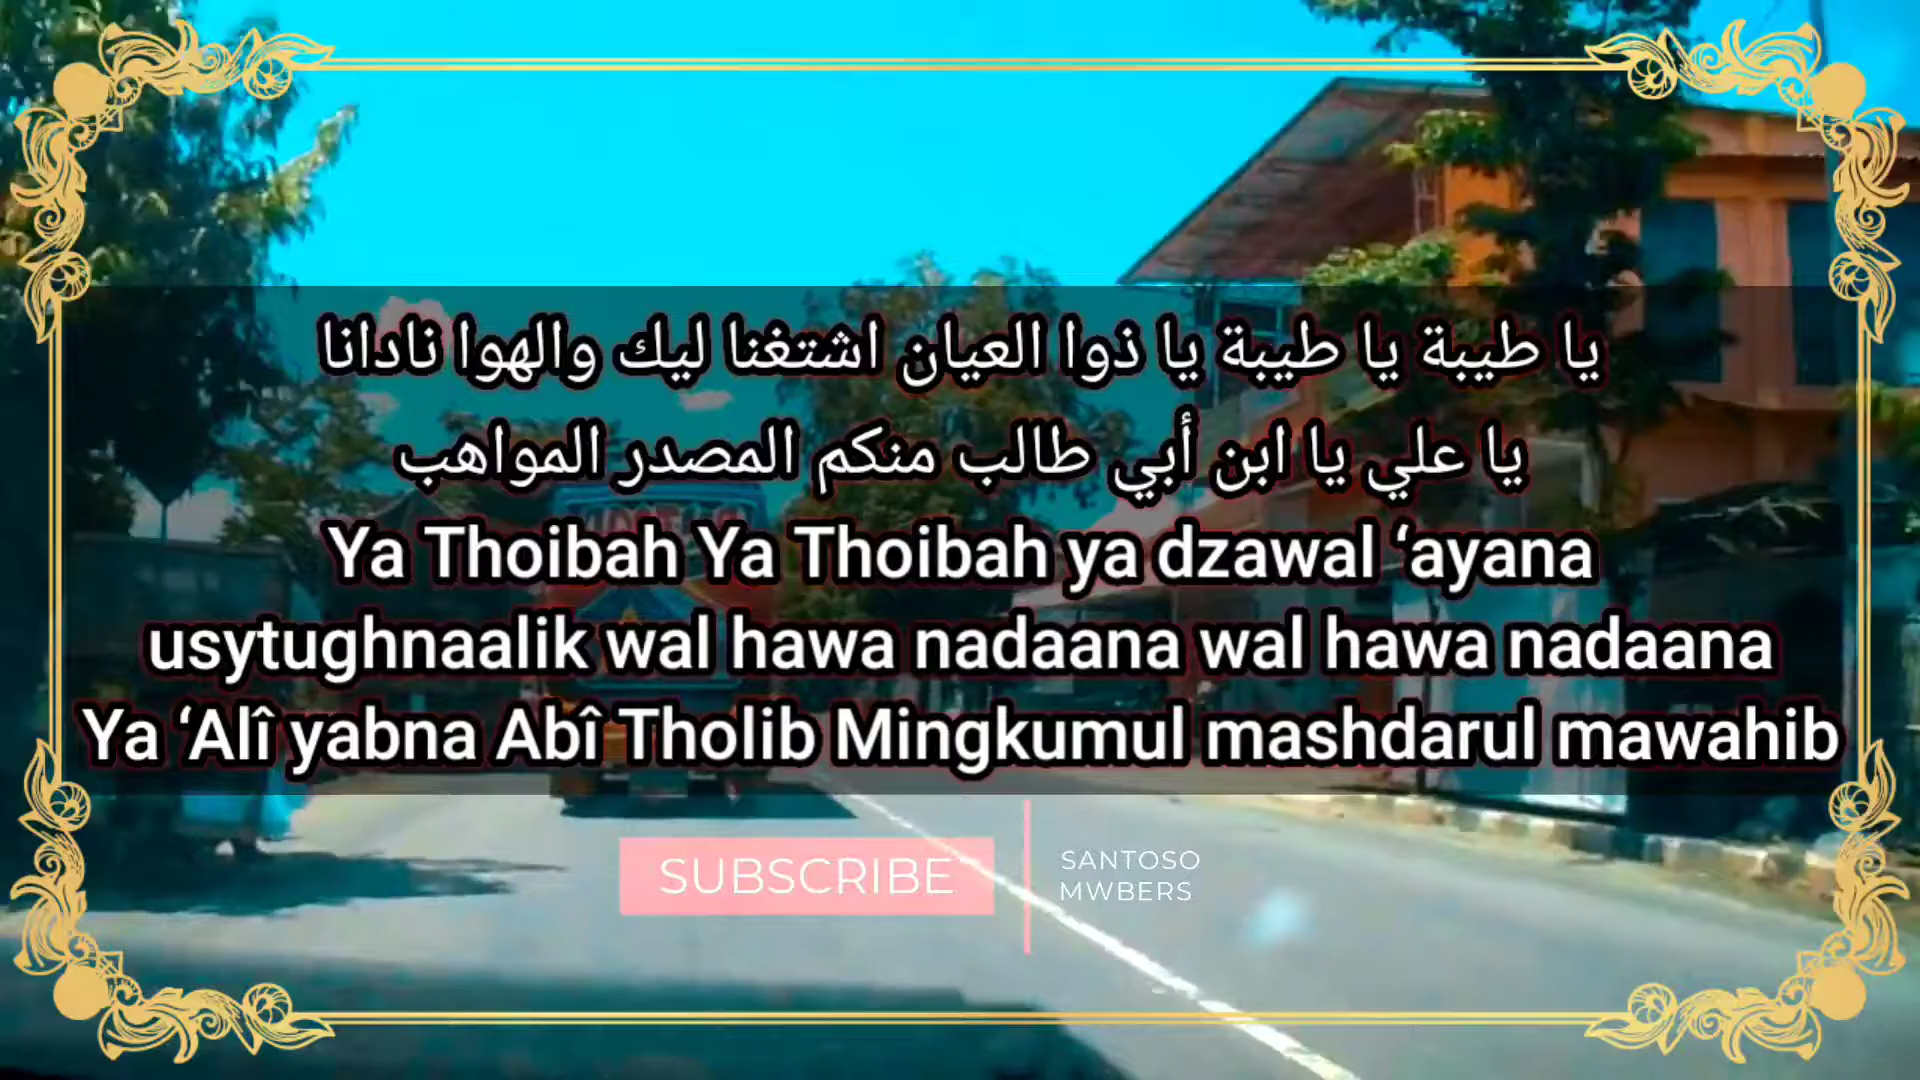 يا طيبة يا طيبة يا ذوا العيان اشتغنا ليك والهوا نادانا
يا علي يا ابن أبي طالب منكم المصدر المواهب
Ya Thoibah Ya Thoibah ya dzawal ‘ayana
usytughnaalik wal hawa nadaana wal hawa nadaana
Ya ‘Alî yabna Abî Tholib Mingkumul mashdarul mawahib
SUBSCRIBE
SANTOSO
MWBERS